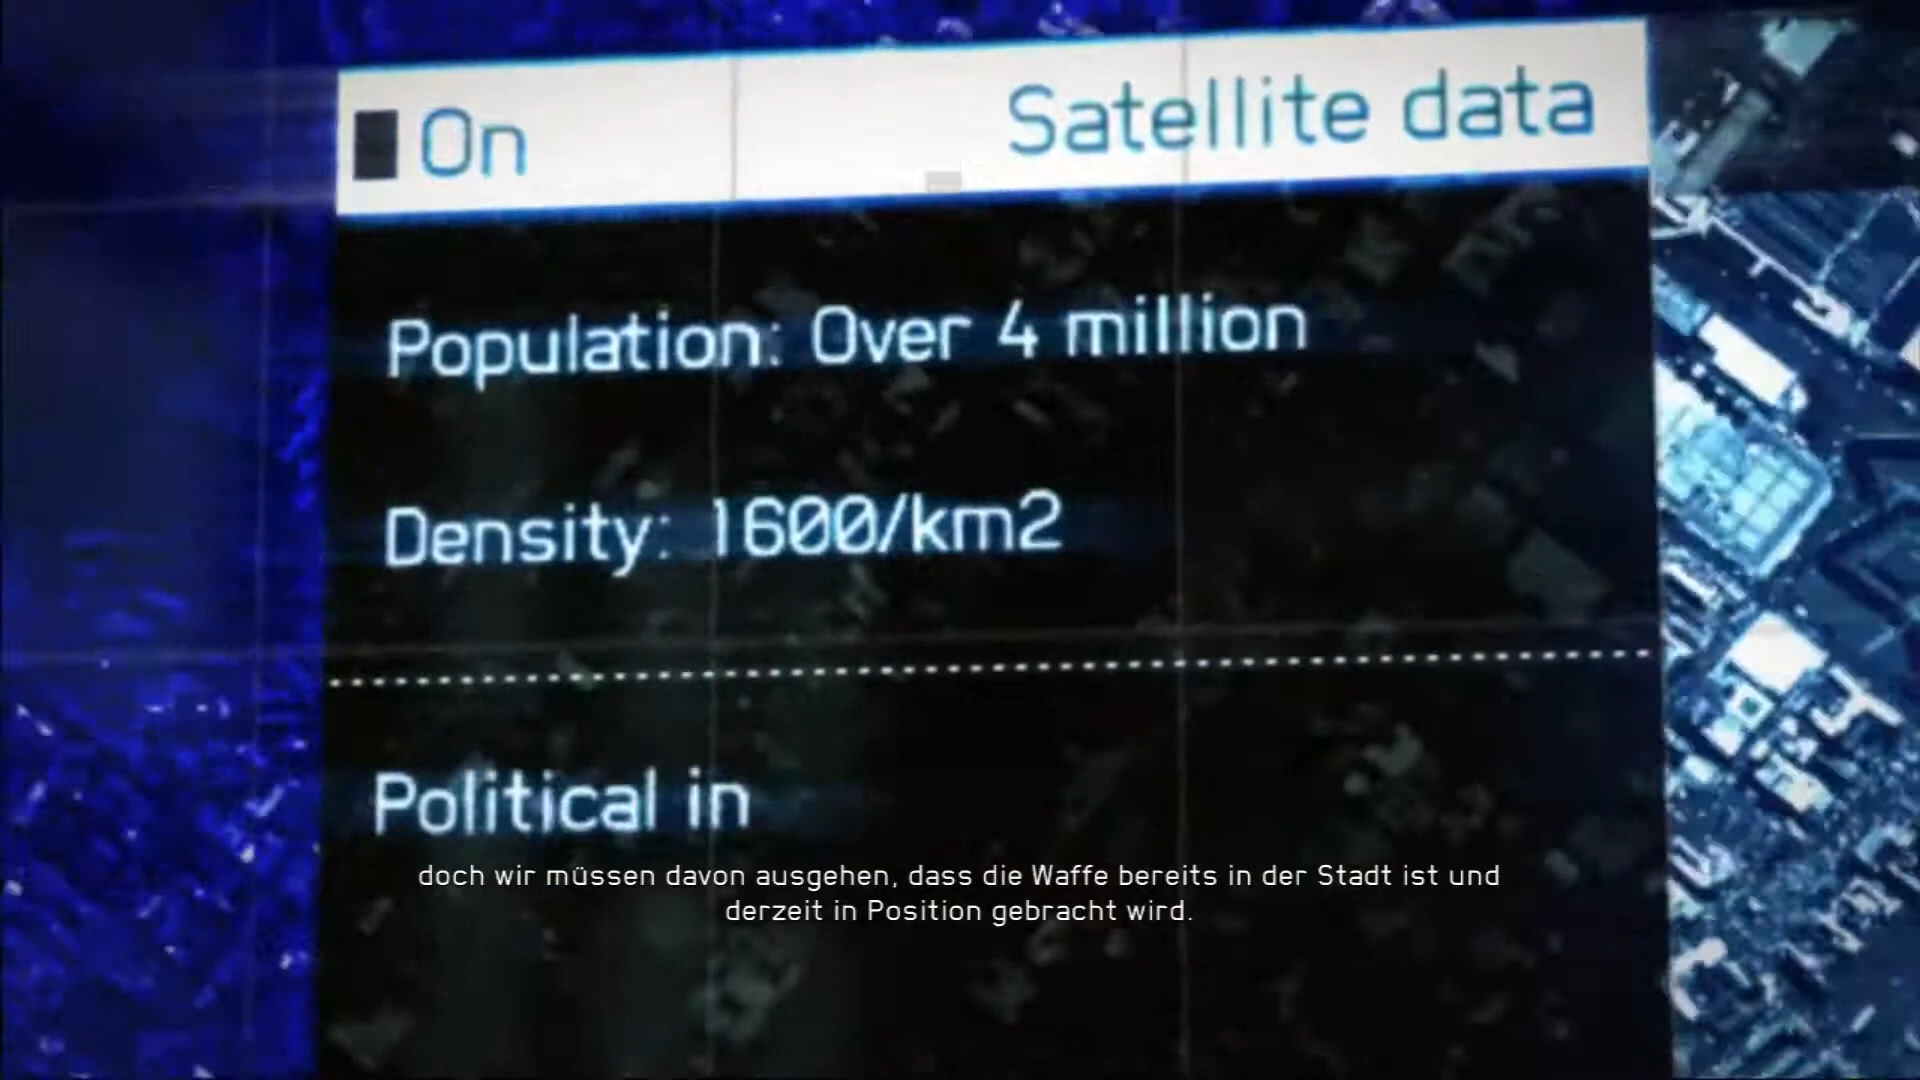 On
Satellite data
Population: Over 4 million
Density: 1600/km2
Political in
doch wir müssen davon ausgehen, dass die Waffe bereits in der Stadt ist und
derzeit in Position gebracht wird.